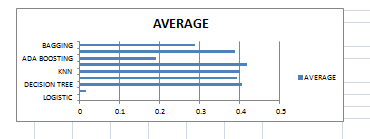 AVERAGE
BAGGING
ADA BOOSTING
KNN
DECISION TREE
LOGISTIC
AVERAGE
0 0.1 0.2 0.3 0.4 0.5